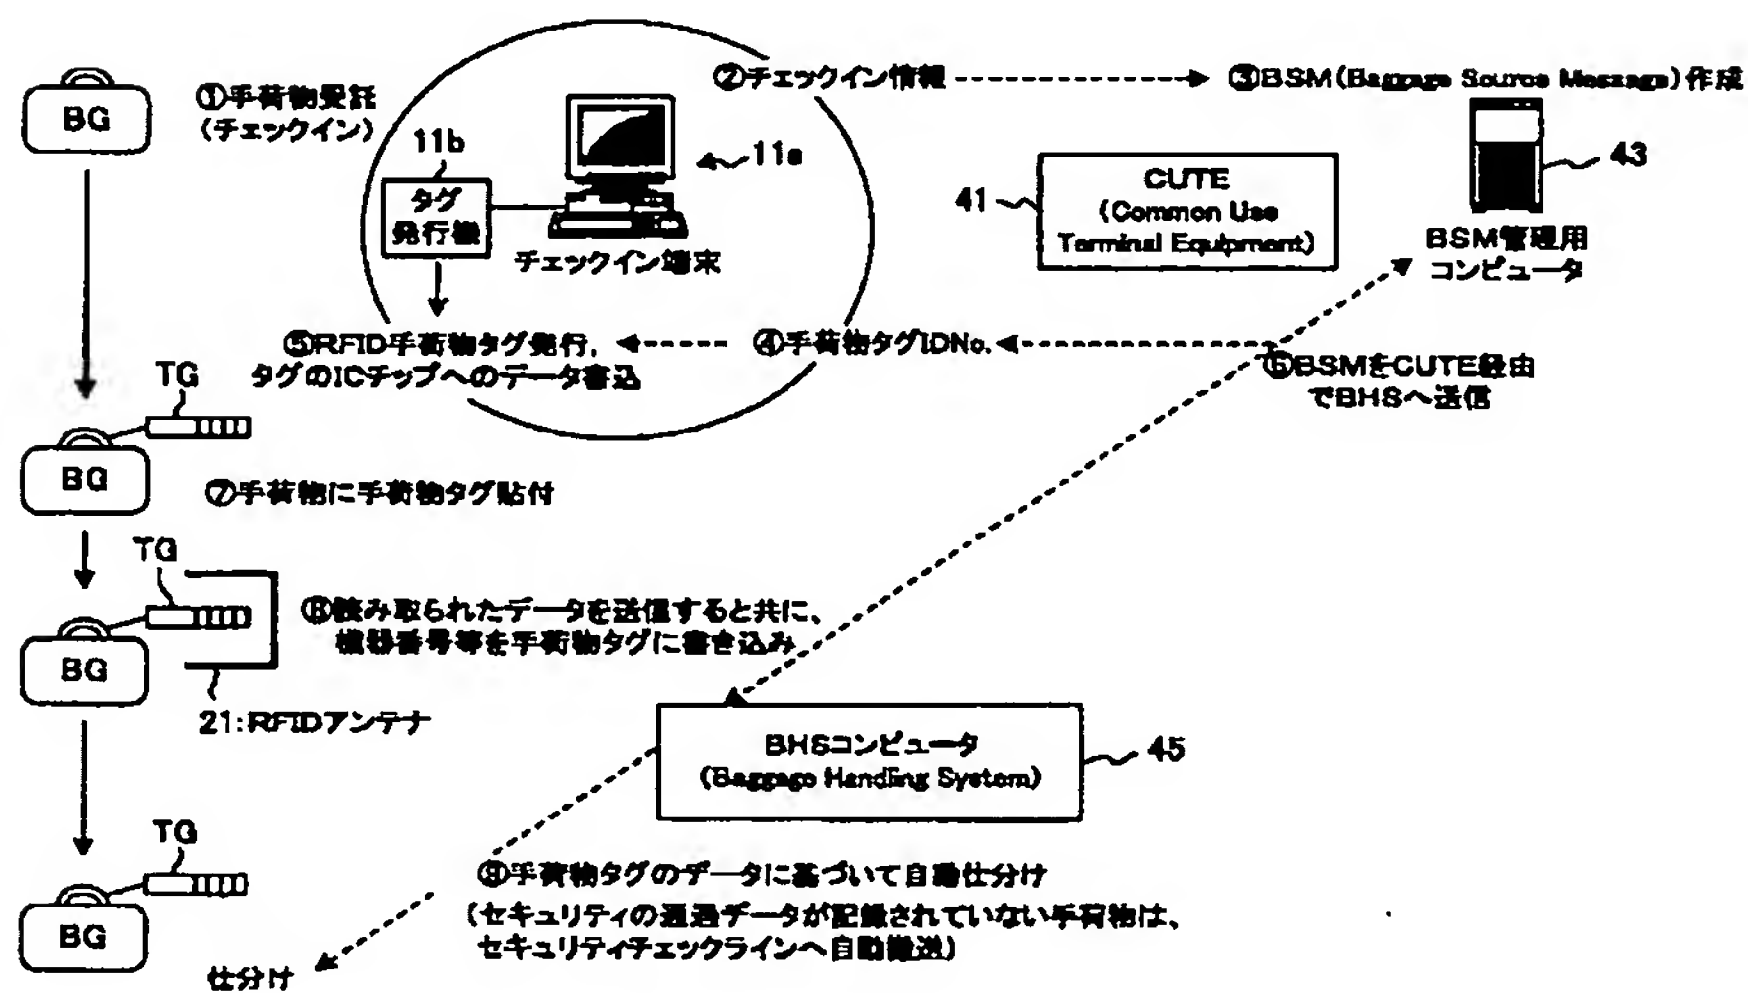 BG
①手荷物受託
(チェックイン)
②チェックイン情報
③BSM(Baggage Source Message)作成
11b
タグ
発行機
11a
チェックイン端末
41
CUTE
(Common Use
Terminal Equipment)
43
BSM管理用
コンピュータ
⑤RFID手荷物タグ発行,
タグのICチップへのデータ書込
④手荷物タグIDNo.
⑥BSMをCUTE経由
でBHSへ送信
TG
BG
⑦手荷物に手荷物タグ貼付
TG
BG
⑧読み取られたデータを送信すると共に、
機器番号等を手荷物タグに書き込み
21:RFIDアンテナ
BHSコンピュータ
(Baggage Handling System)
45
TG
BG
⑨手荷物タグのデータに基づいて自動仕分け
(セキュリティの通過データが記録されていない手荷物は、
セキュリティチェックラインへ自動搬送)
仕分け